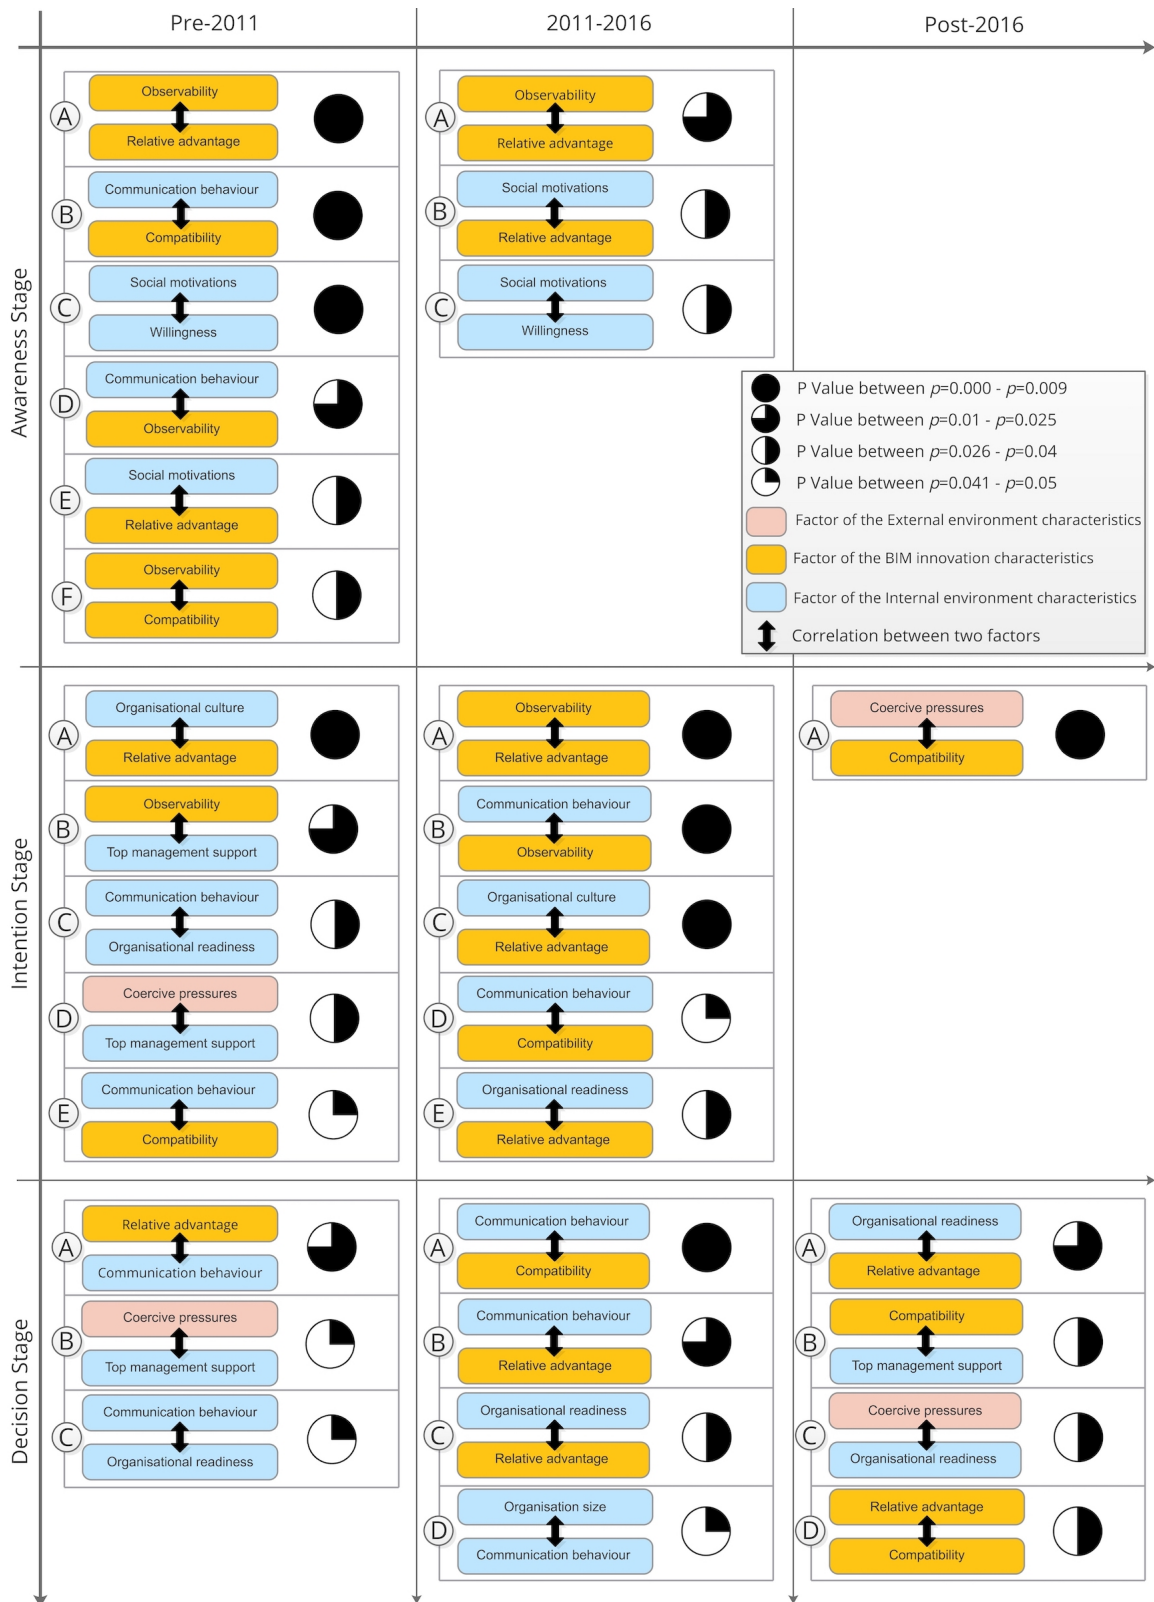 Pre-2011
2011-2016
Post-2016
Awareness Stage
A
Observability
Relative advantage
B
Communication behaviour
Compatibility
C
Social motivations
Willingness
D
Communication behaviour
Observability
E
Social motivations
Relative advantage
F
Observability
Compatibility
A
Observability
Relative advantage
B
Social motivations
Relative advantage
C
Social motivations
Willingness
P Value between p=0.000 - p=0.009
P Value between p=0.01 - p=0.025
P Value between p=0.026 - p=0.04
P Value between p=0.041 - p=0.05
Factor of the External environment characteristics
Factor of the BIM innovation characteristics
Factor of the Internal environment characteristics
Correlation between two factors
Intention Stage
A
Organisational culture
Relative advantage
B
Observability
Top management support
C
Communication behaviour
Organisational readiness
D
Coercive pressures
Top management support
E
Communication behaviour
Compatibility
A
Observability
Relative advantage
B
Communication behaviour
Observability
C
Organisational culture
Relative advantage
D
Communication behaviour
Compatibility
E
Organisational readiness
Relative advantage
A
Coercive pressures
Compatibility
Decision Stage
A
Relative advantage
Communication behaviour
B
Coercive pressures
Top management support
C
Communication behaviour
Organisational readiness
A
Communication behaviour
Compatibility
B
Communication behaviour
Relative advantage
C
Organisational readiness
Relative advantage
D
Organisation size
Communication behaviour
A
Organisational readiness
Relative advantage
B
Compatibility
Top management support
C
Coercive pressures
Organisational readiness
D
Relative advantage
Compatibility